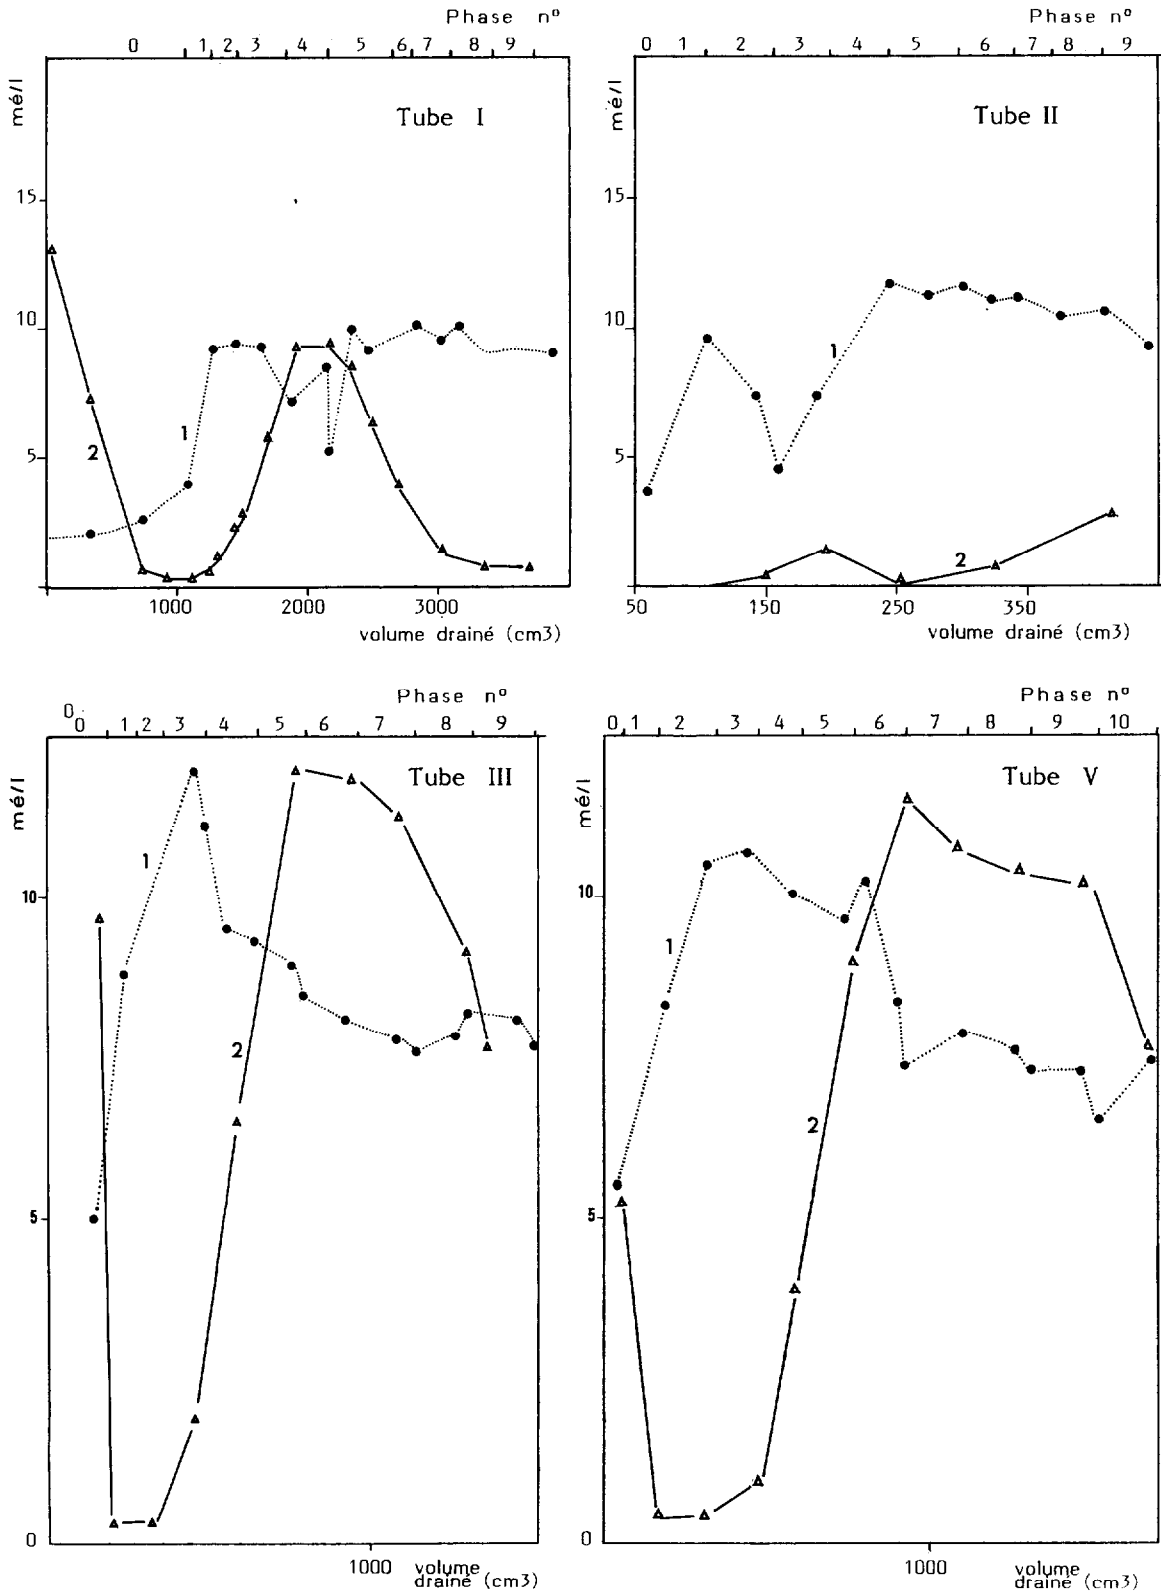 Phase nº
0 1 2 3 4 5 6 7 8 9
mé/l
Tube I
15
10
5
1
2
1000 2000 3000
volume drainé (cm3)
Phase nº
0 1 2 3 4 5 6 7 8 9
mé/l
Tube II
15
10
5
1
2
50 150 250 350
volume drainé (cm3)
Phase nº
0 0 1 2 3 4 5 6 7 8 9
mé/l
Tube III
10
5
0
1
2
1000 volume
drainé (cm3)
Phase nº
0 1 2 3 4 5 6 7 8 9 10
mé/l
Tube V
10
5
0
1
2
1000 volume
drainé (cm3)